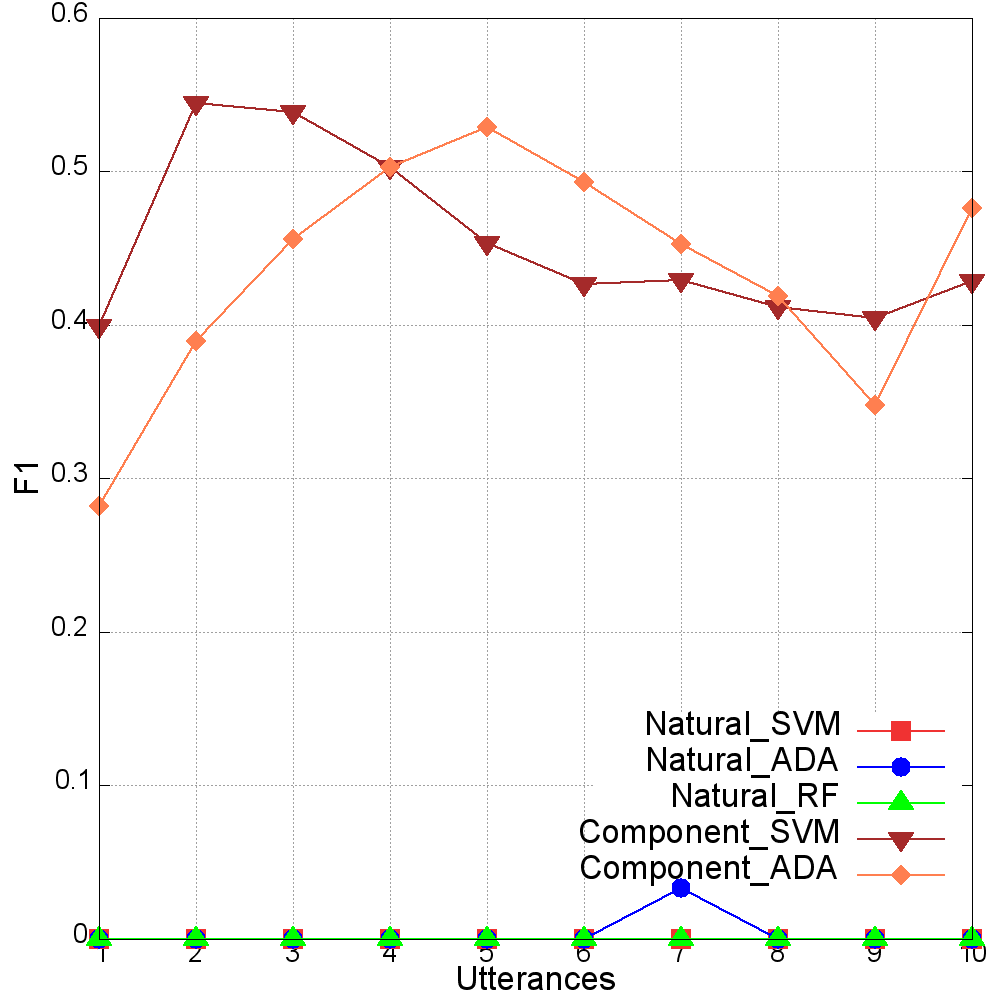 0.6
0.5
0.4
0.3
0.2
0.1
0
F1
Natural_SVM
Natural_ADA
Natural_RF
Component_SVM
Component_ADA
1 2 3 4 5 6 7 8 9 10
Utterances